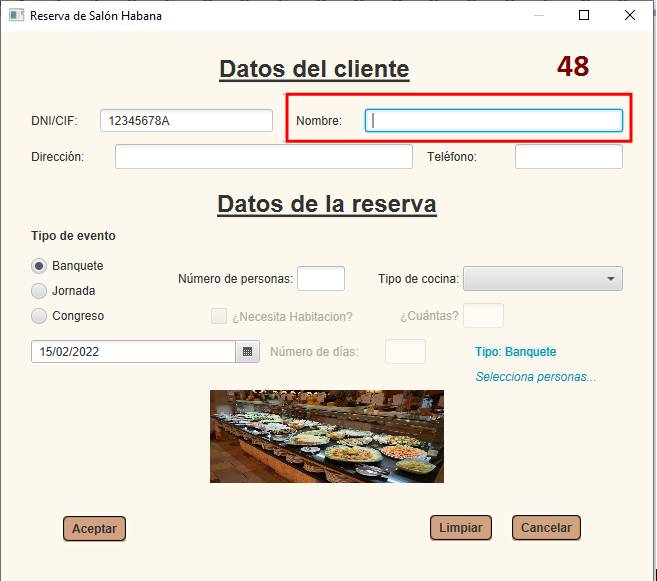 Reserva de Salón Habana
Datos del cliente
48
DNI/CIF: 12345678A Nombre:
Dirección: Teléfono:
Datos de la reserva
Tipo de evento
Banquete
Número de personas: Tipo de cocina:
Jornada
Congreso
¿Necesita Habitacion? ¿Cuántas?
15/02/2022 Número de días: Tipo: Banquete
Selecciona personas...
Aceptar Limpiar Cancelar